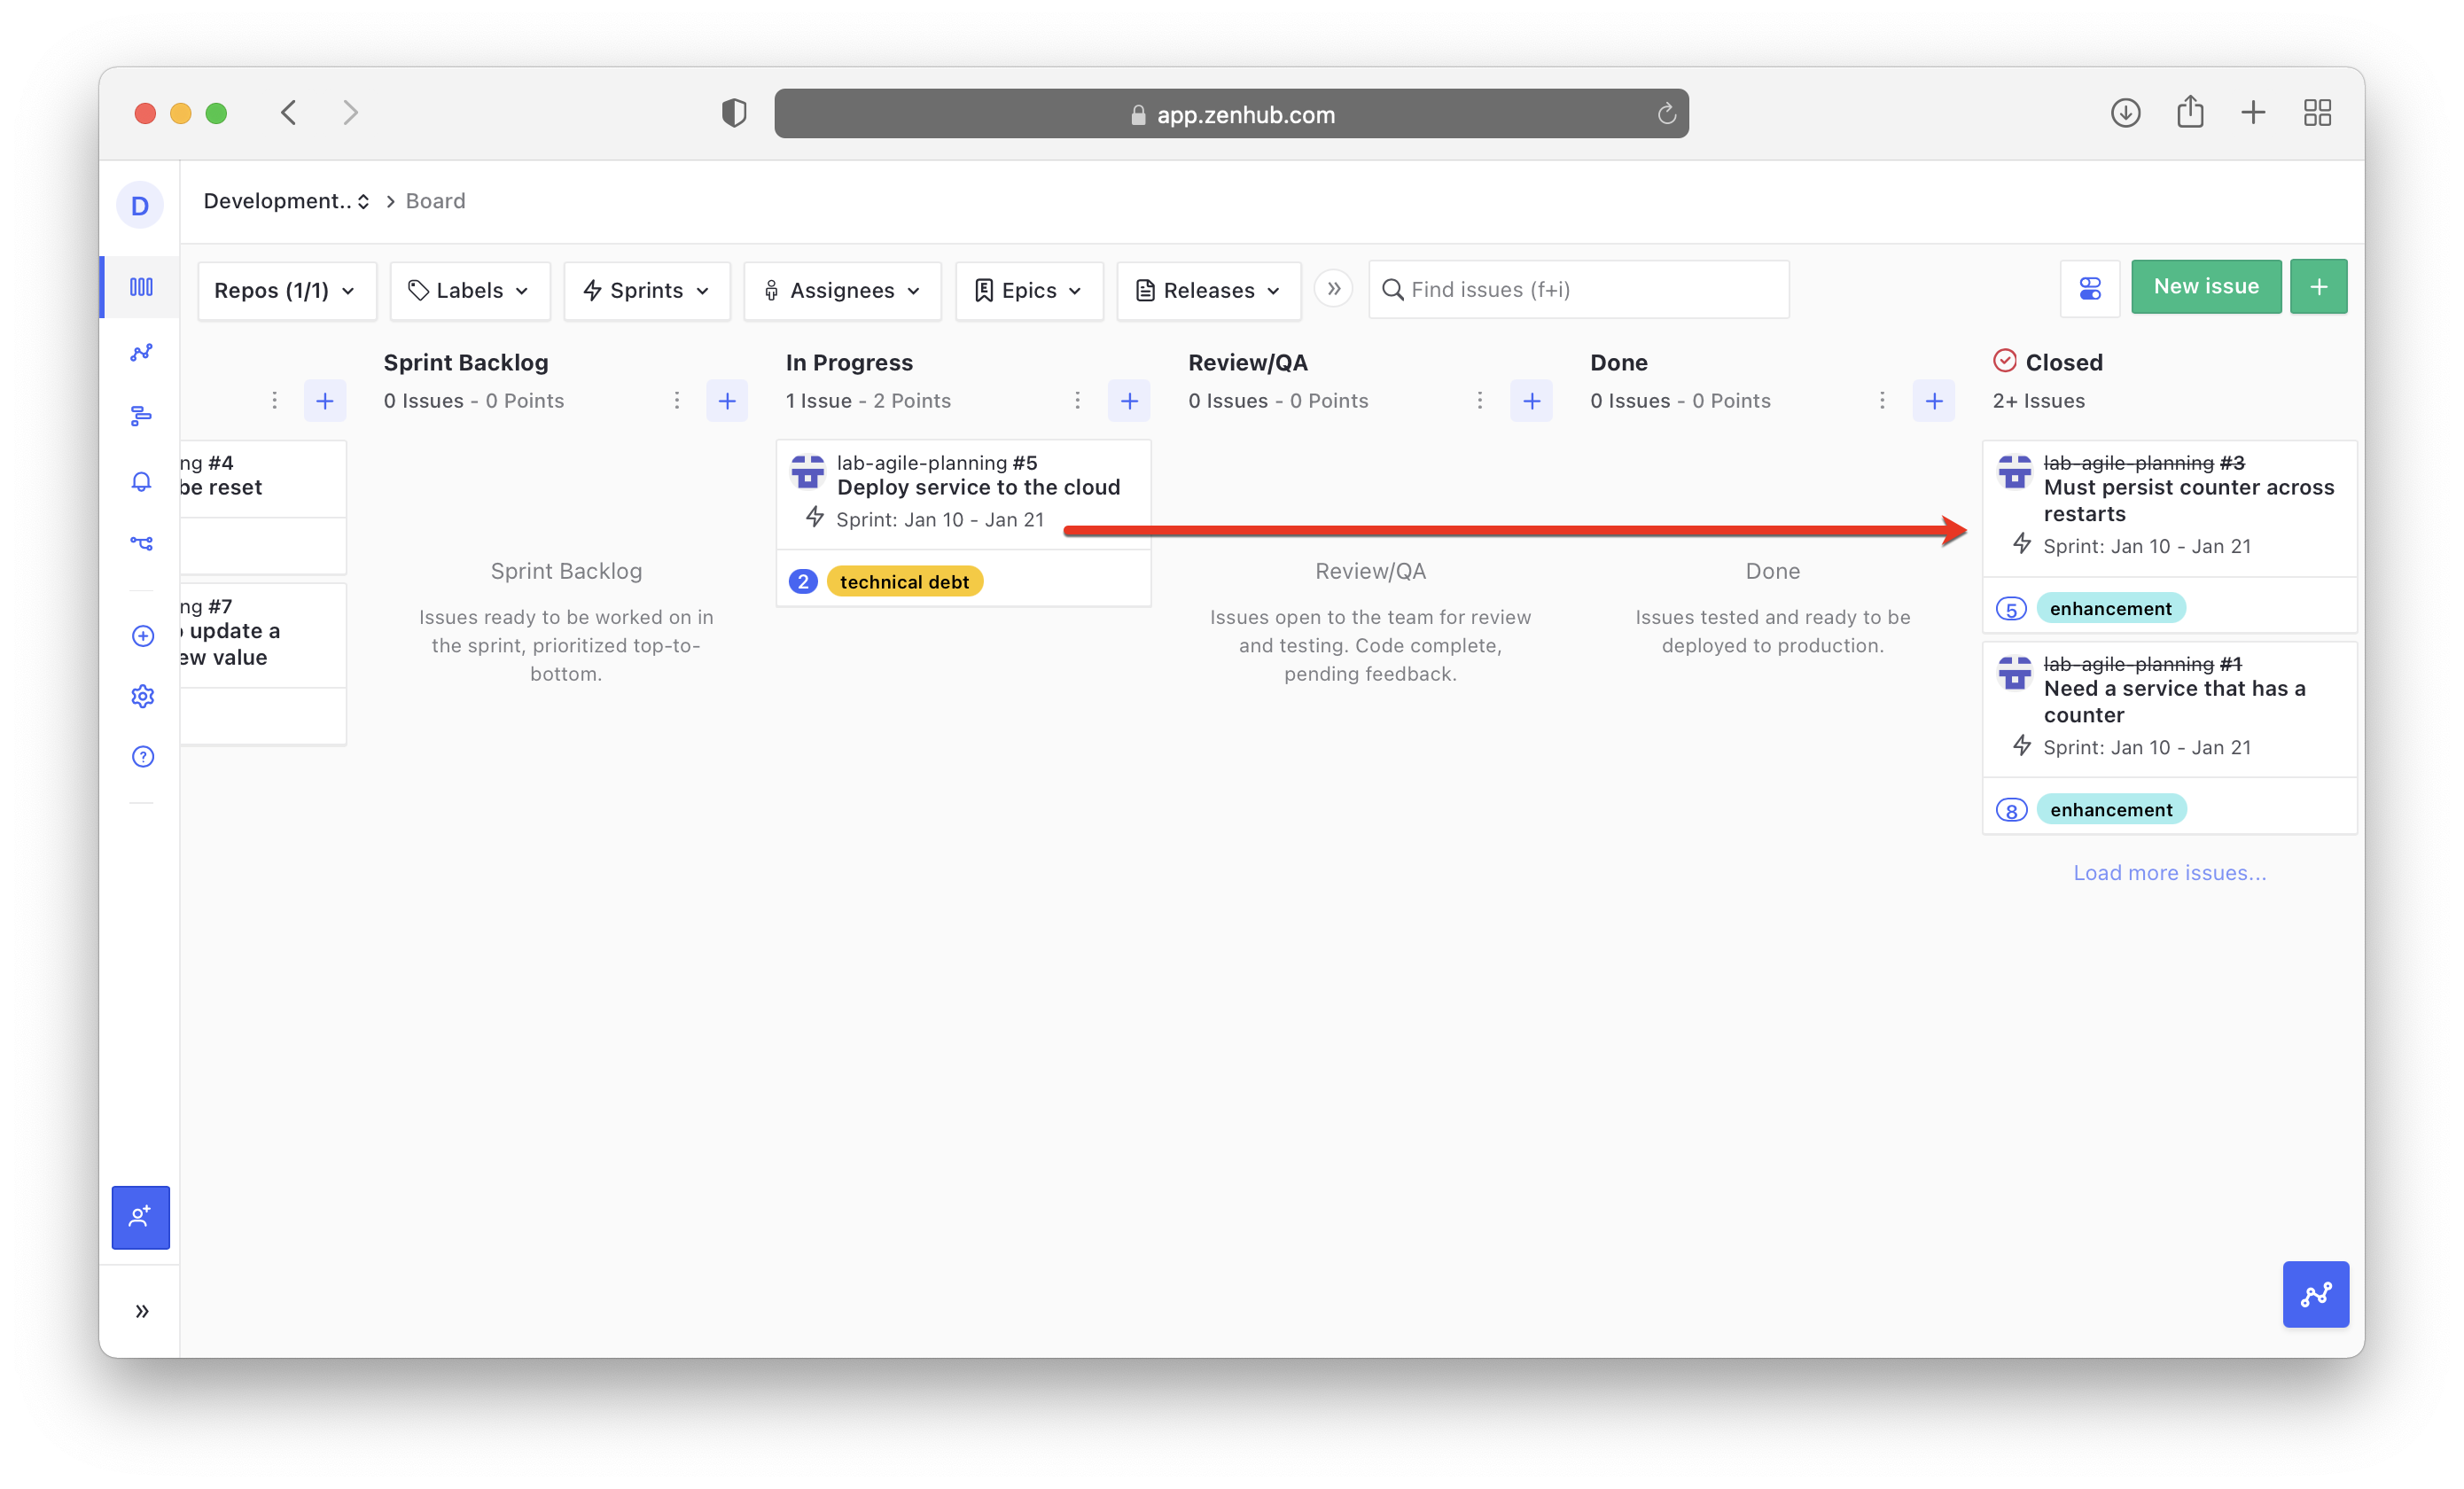 app.zenhub.com
D
Development.. > Board
Repos (1/1)
Labels
Sprints
Assignees
Epics
Releases
Find issues (f+i)
New issue
+
ng #4
be reset
ng #7
update a
ew value
Sprint Backlog
0 Issues - 0 Points
Sprint Backlog
Issues ready to be worked on in
the sprint, prioritized top-to-
bottom.
In Progress
1 Issue - 2 Points
lab-agile-planning #5
Deploy service to the cloud
Sprint: Jan 10 - Jan 21
2 technical debt
Review/QA
0 Issues - 0 Points
Review/QA
Issues open to the team for review
and testing. Code complete,
pending feedback.
Done
0 Issues - 0 Points
Done
Issues tested and ready to be
deployed to production.
Closed
2+ Issues
lab-agile-planning #3
Must persist counter across
restarts
Sprint: Jan 10 - Jan 21
5 enhancement
lab-agile-planning #1
Need a service that has a
counter
Sprint: Jan 10 - Jan 21
8 enhancement
Load more issues...